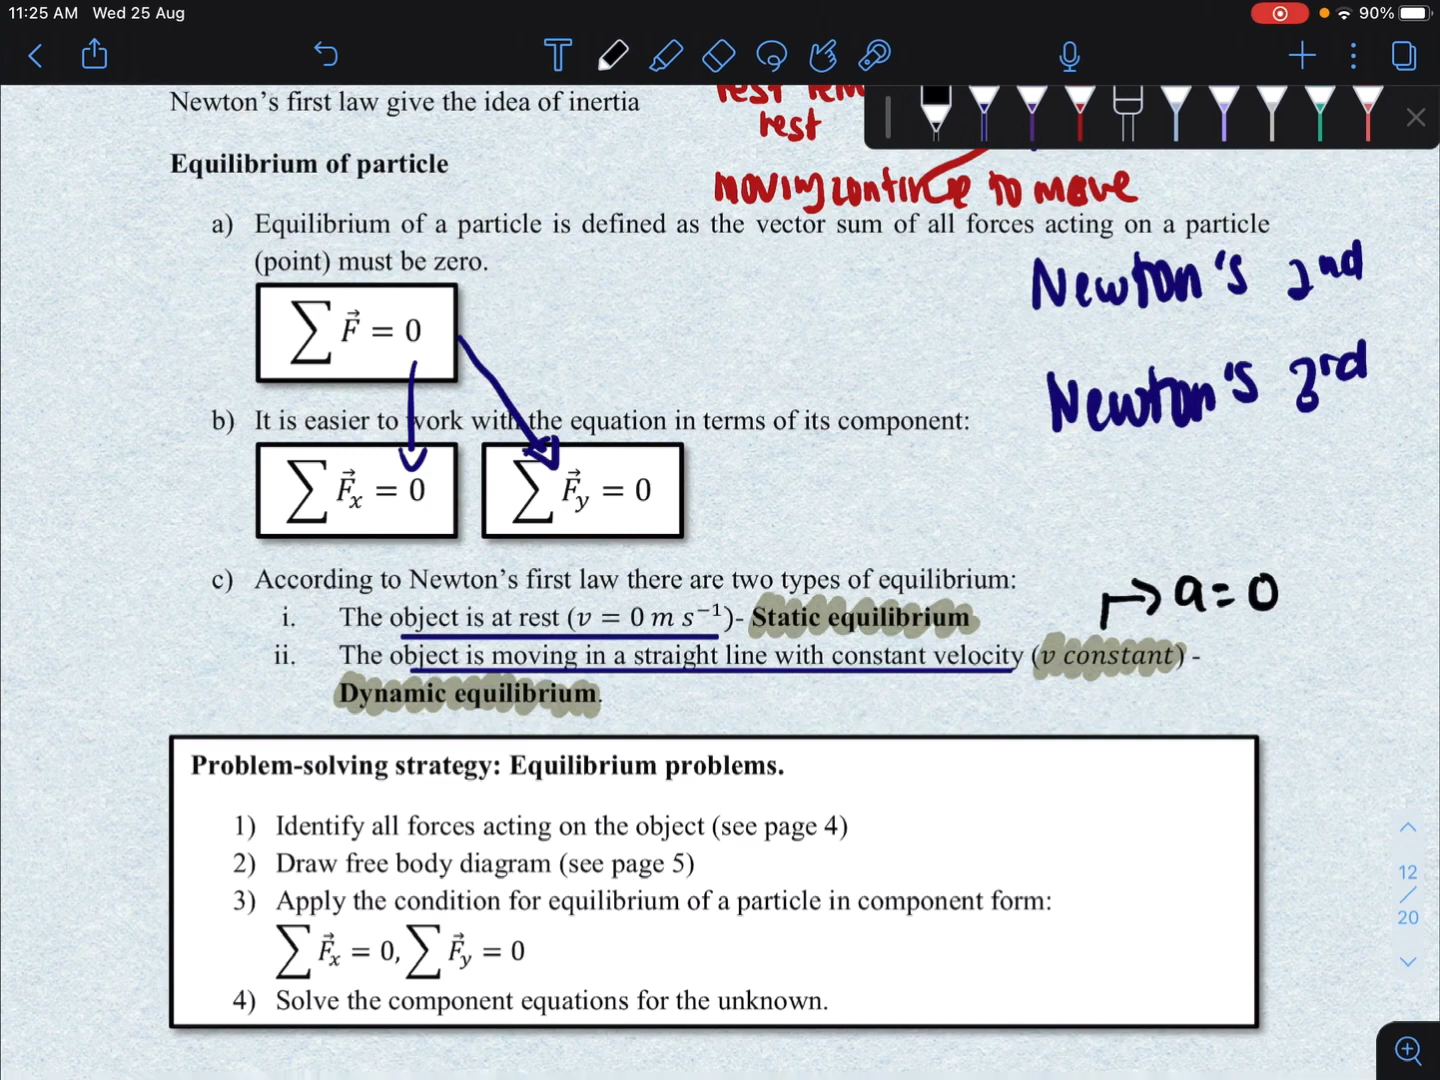 11:25 AM Wed 25 Aug
90%
T
Newton's first law give the idea of inertia
rest
Equilibrium of particle
moving continue to move
a) Equilibrium of a particle is defined as the vector sum of all forces acting on a particle
(point) must be zero.
Newton's 2nd
∑ F⃗ = 0
Newton's 3rd
b) It is easier to work with the equation in terms of its component:
∑ F⃗ₓ = 0 ∑ F⃗_y = 0
c) According to Newton's first law there are two types of equilibrium:
a = 0
i. The object is at rest (v = 0 m s⁻¹)- Static equilibrium
ii. The object is moving in a straight line with constant velocity (v constant) -
Dynamic equilibrium.
Problem-solving strategy: Equilibrium problems.
1) Identify all forces acting on the object (see page 4)
2) Draw free body diagram (see page 5)
3) Apply the condition for equilibrium of a particle in component form:
∑ F⃗ₓ = 0, ∑ F⃗_y = 0
4) Solve the component equations for the unknown.
12
/
20